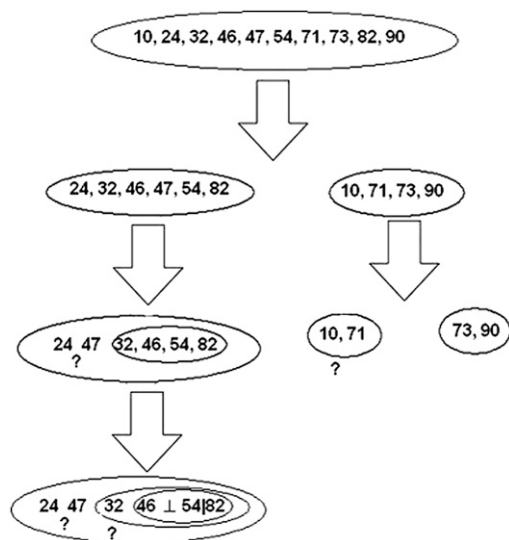 10, 24, 32, 46, 47, 54, 71, 73, 82, 90
24, 32, 46, 47, 54, 82
10, 71, 73, 90
24 47 32, 46, 54, 82
?
10, 71
?
73, 90
24 47 32 46 ⊥ 54|82
?
?